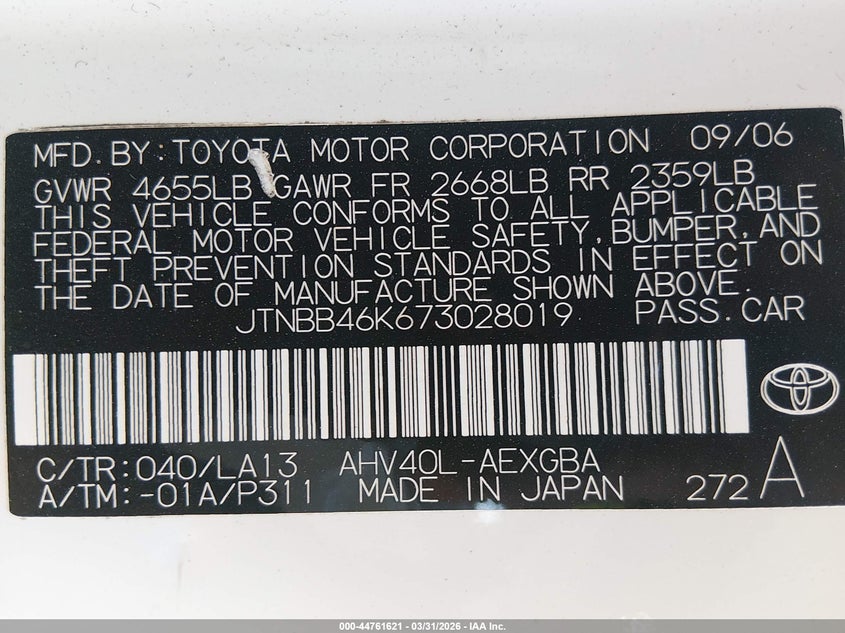 MFD. BY: TOYOTA MOTOR CORPORATION 09/06
GVWR 4655LB GAWR FR 2668LB RR 2359LB
THIS VEHICLE CONFORMS TO ALL APPLICABLE
FEDERAL MOTOR VEHICLE SAFETY, BUMPER, AND
THEFT PREVENTION STANDARDS IN EFFECT ON
THE DATE OF MANUFACTURE SHOWN ABOVE.
JTNBB46K673028019 PASS. CAR
C/TR: 040/LA13 AHV40L-AEXGBA
A/TM: -01A/P311 MADE IN JAPAN 272 A
000-44761621 | 03/31/2026 | IAA Inc.